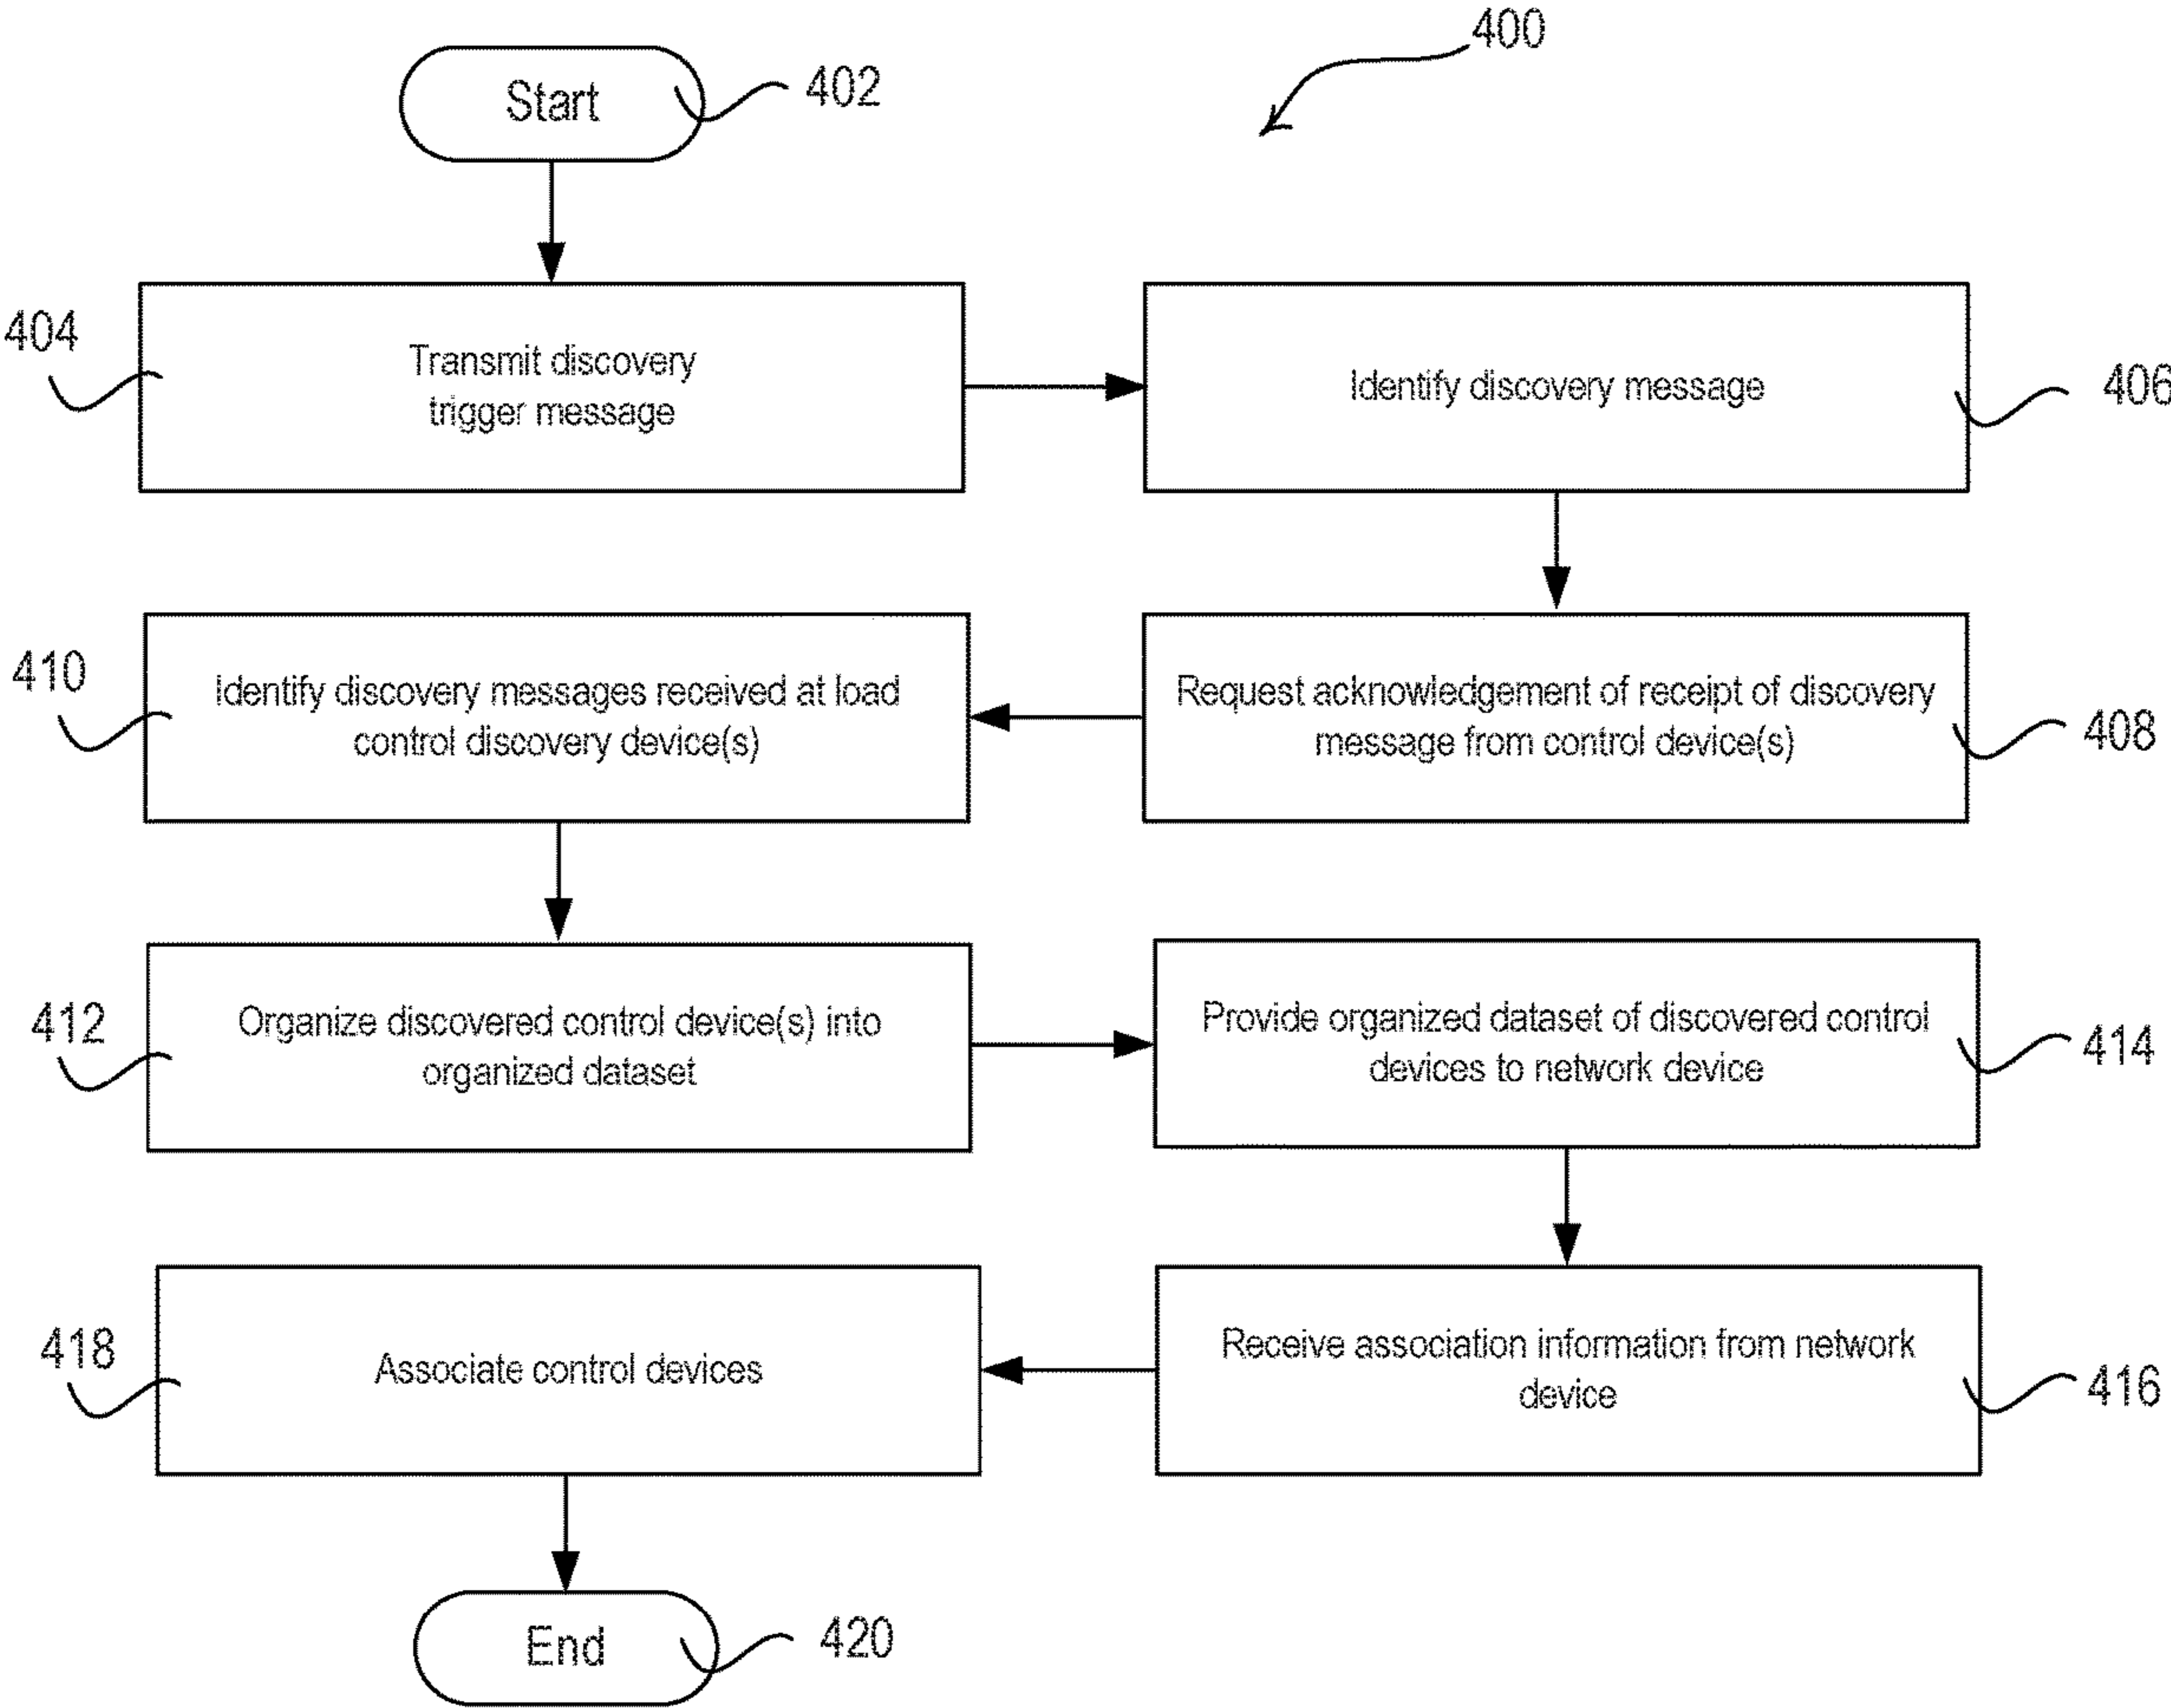 400
Start
402
404
Transmit discovery
trigger message
Identify discovery message
406
410
Identify discovery messages received at load
control discovery device(s)
Request acknowledgement of receipt of discovery
message from control device(s)
408
412
Organize discovered control device(s) into
organized dataset
Provide organized dataset of discovered control
devices to network device
414
418
Associate control devices
Receive association information from network
device
416
End
420